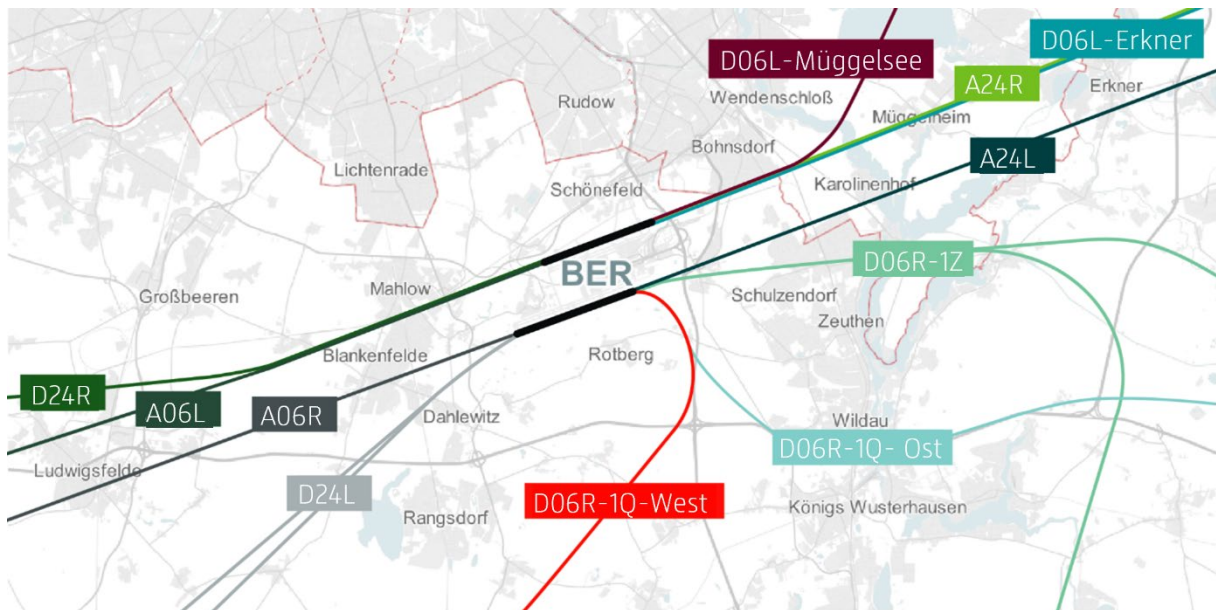 D06L-Erkner
D06L-Müggelsee
A24R
Erkner
Wendenschloß
Rudow
Müggelheim
Bohnsdorf
A24L
Lichtenrade
Karolinenhof
Schönefeld
D06R-1Z
BER
Mahlow
Großbeeren
Schulzendorf
Zeuthen
Blankenfelde
Rotberg
D24R
A06L
A06R
Dahlewitz
Wildau
D06R-1Q- Ost
Ludwigsfelde
D24L
D06R-1Q-West
Königs Wusterhausen
Rangsdorf